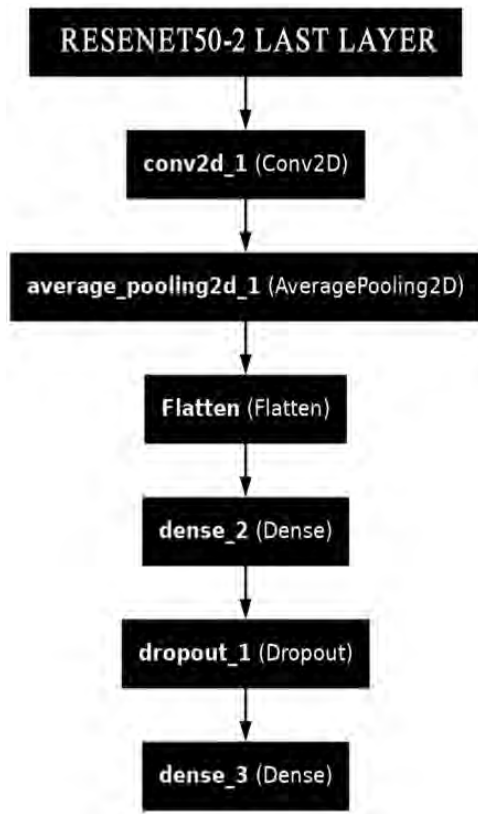 RESENET50-2 LAST LAYER
conv2d_1 (Conv2D)
average_pooling2d_1 (AveragePooling2D)
Flatten (Flatten)
dense_2 (Dense)
dropout_1 (Dropout)
dense_3 (Dense)